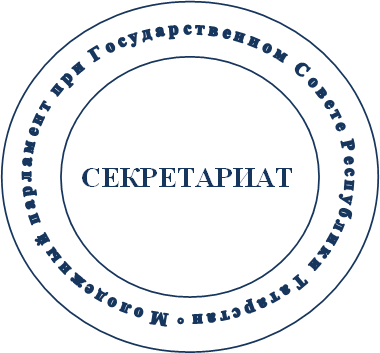 Молодежный парламент при Государственном Совете Республики Татарстан •
СЕКРЕТАРИАТ